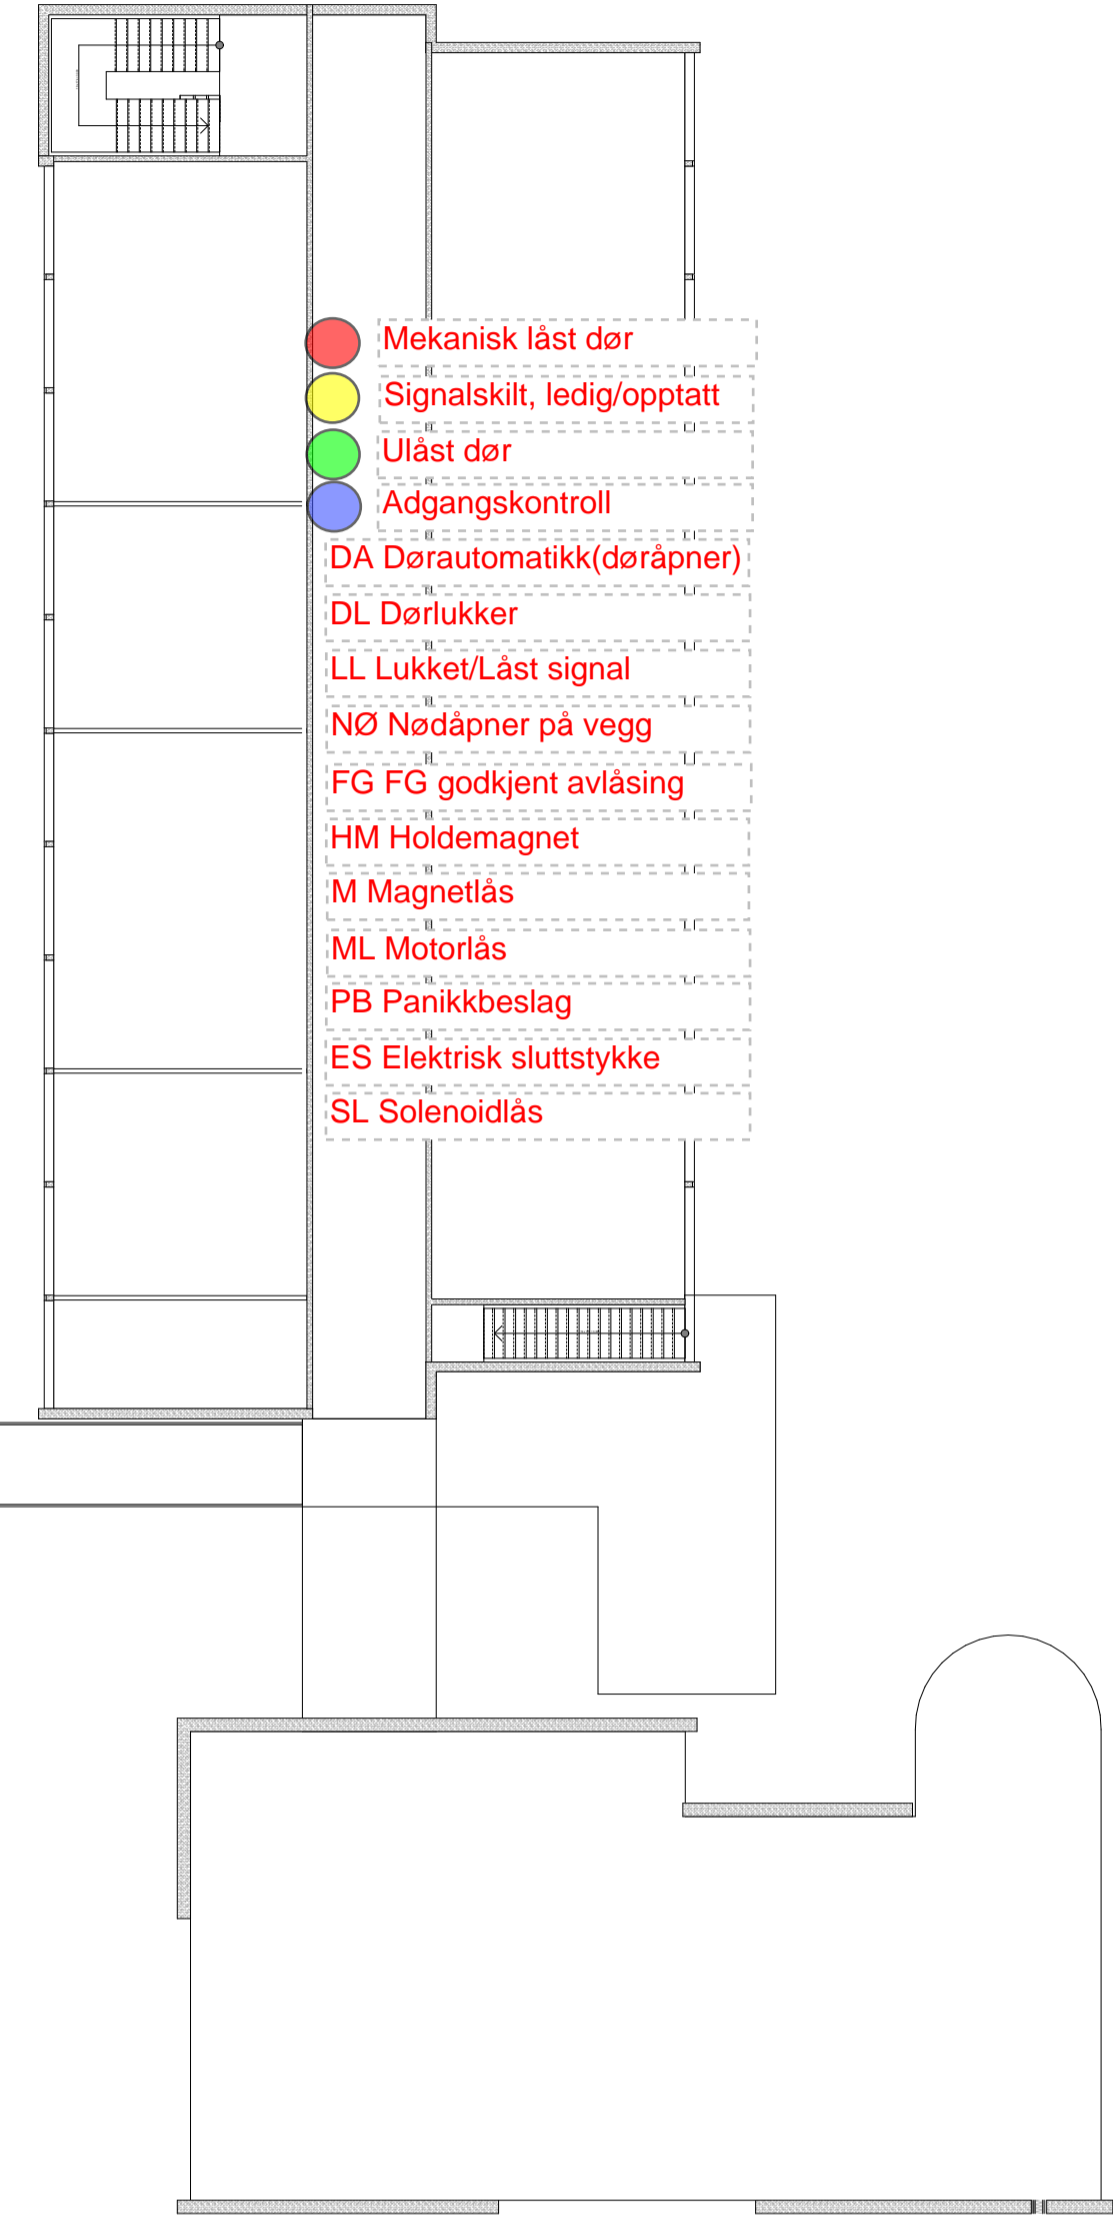 Mekanisk låst dør
Signalskilt, ledig/opptatt
Ulåst dør
Adgangskontroll
DA Dørautomatikk(døråpner)
DL Dørlukker
LL Lukket/Låst signal
NØ Nødåpner på vegg
FG FG godkjent avlåsing
HM Holdemagnet
M Magnetlås
ML Motorlås
PB Panikkbeslag
ES Elektrisk sluttstykke
SL Solenoidlås